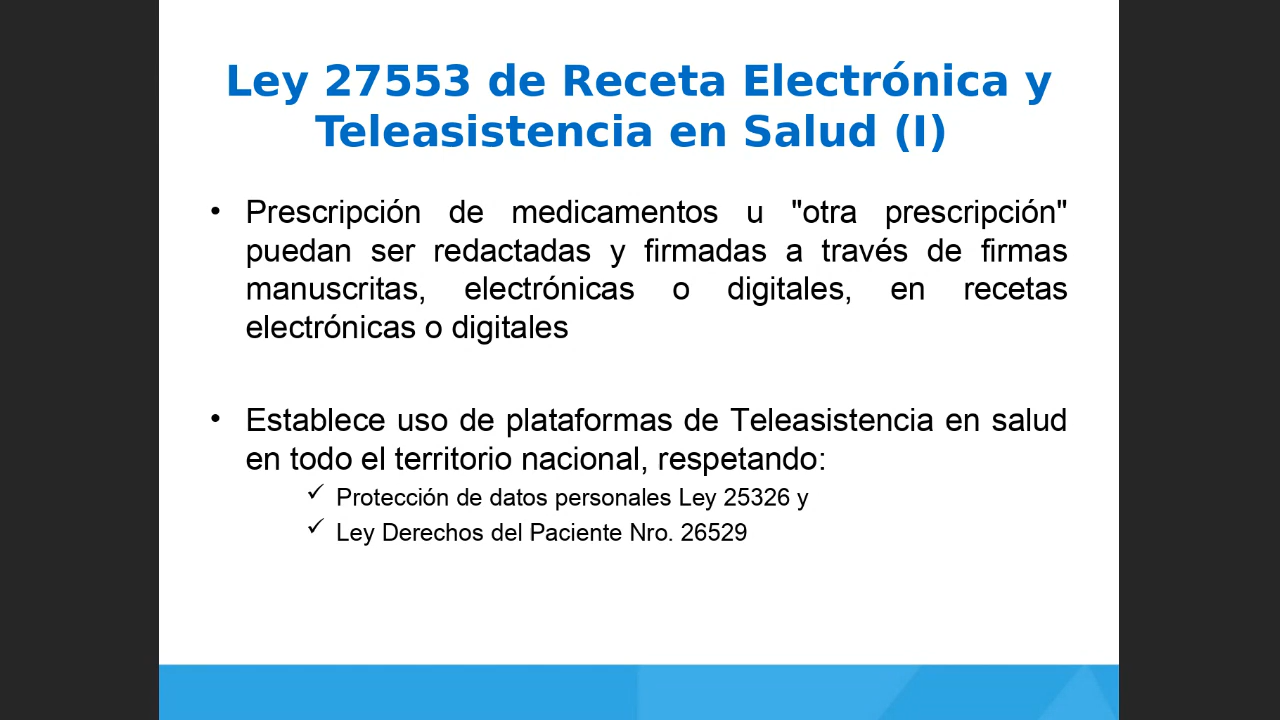 Ley 27553 de Receta Electrónica y
Teleasistencia en Salud (I)
• Prescripción de medicamentos u "otra prescripción"
puedan ser redactadas y firmadas a través de firmas
manuscritas, electrónicas o digitales, en recetas
electrónicas o digitales
• Establece uso de plataformas de Teleasistencia en salud
en todo el territorio nacional, respetando:
✓ Protección de datos personales Ley 25326 y
✓ Ley Derechos del Paciente Nro. 26529